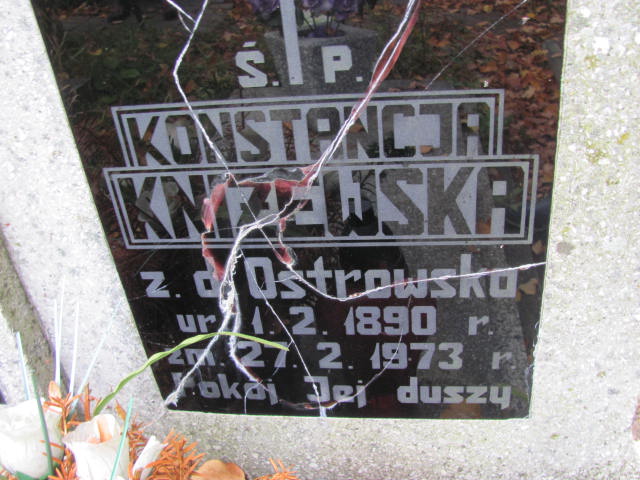 Ś. P.
KONSTANCJA
z. d. Ostrowska
ur. 1. 2. 1890 r.
zm. 27. 2. 1973 r.
Pokój Jej duszy